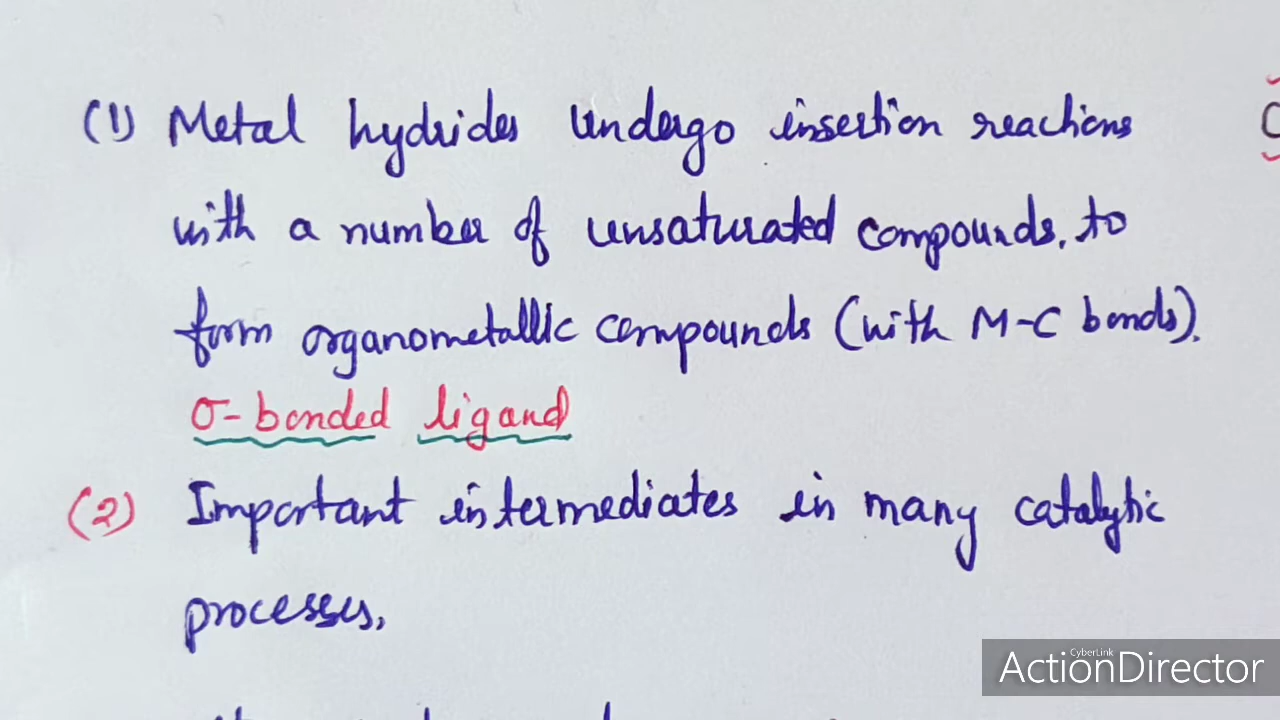 (1) Metal hydrides undergo insertion reactions
with a number of unsaturated compounds, to
form organometallic compounds (with M-C bonds).
σ-bonded ligand
(2) Important intermediates in many catalytic
processes.
CyberLink
ActionDirector